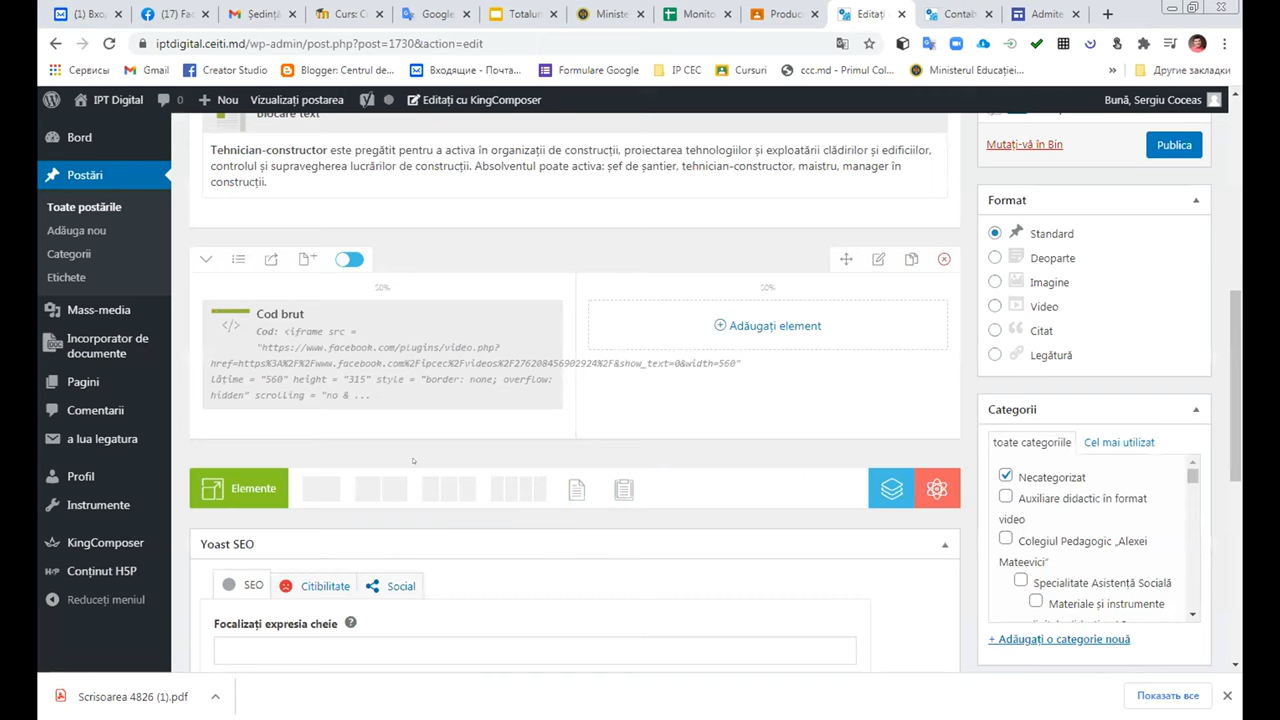 (1) Вхо
(17) Fac
Ședinț
Curs: C
Google
Totalur
Ministe
Monito
Produc
Editați
Contab
Admite
iptdigital.ceiti.md/wp-admin/post.php?post=1730&action=edit
Сервисы
Gmail
Creator Studio
Blogger: Centrul de...
Входящие - Почта...
Formulare Google
IP CEC
Cursuri
ccc.md - Primul Col...
Ministerul Educației...
»
Другие закладки
IPT Digital
0
Nou
Vizualizați postarea
Editați cu KingComposer
Bună, Sergiu Coceas
Bord
Postări
Toate postările
Adăuga nou
Categorii
Etichete
Mass-media
Incorporator de
documente
Pagini
Comentarii
a lua legatura
Profil
Instrumente
KingComposer
Conținut H5P
Reduceți meniul
Blocare text
Tehnician-constructor este pregătit pentru a activa în organizații de construcții, proiectarea tehnologiilor și exploatării clădirilor și edificiilor,
controlul și supravegherea lucrărilor de construcții. Absolventul poate activa: șef de șantier, tehnician-constructor, maistru, manager în
construcții.
50%
50%
Cod brut
Cod: <iframe src =
"https://www.facebook.com/plugins/video.php?
href=https%3A%2F%2Fwww.facebook.com%2Fipcec%2Fvideos%2F276208456902924%2F&show_text=0&width=560"
lățime = "560" height = "315" style = "border: none; overflow:
hidden" scrolling = "no & ...
Adăugați element
Elemente
Yoast SEO
SEO
Citibilitate
Social
Focalizați expresia cheie
Mutați-vă în Bin
Publica
Format
Standard
Deoparte
Imagine
Video
Citat
Legătură
Categorii
toate categoriile
Cel mai utilizat
Necategorizat
Auxiliare didactic in format
video
Colegiul Pedagogic „Alexei
Mateevici"
Specialitate Asistență Socială
Materiale și instrumente
+ Adăugați o categorie nouă
Scrisoarea 4826 (1).pdf
Показать все